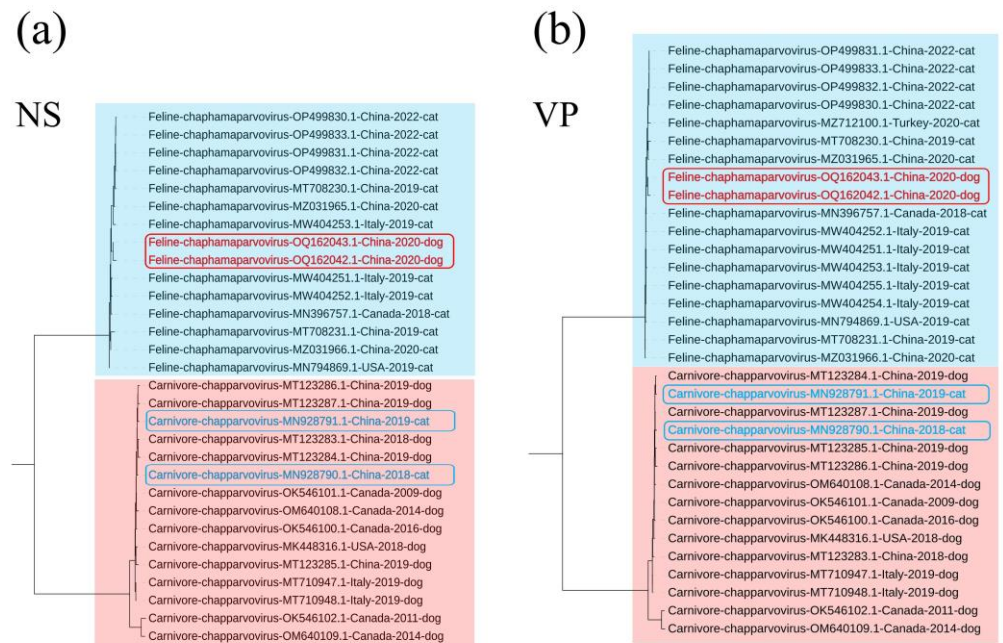 (a)
NS
Feline-chaphamaparvovirus-OP499830.1-China-2022-cat
Feline-chaphamaparvovirus-OP499833.1-China-2022-cat
Feline-chaphamaparvovirus-OP499831.1-China-2022-cat
Feline-chaphamaparvovirus-OP499832.1-China-2022-cat
Feline-chaphamaparvovirus-MT708230.1-China-2019-cat
Feline-chaphamaparvovirus-MZ031965.1-China-2020-cat
Feline-chaphamaparvovirus-MW404253.1-Italy-2019-cat
Feline-chaphamaparvovirus-OQ162043.1-China-2020-dog
Feline-chaphamaparvovirus-OQ162042.1-China-2020-dog
Feline-chaphamaparvovirus-MW404251.1-Italy-2019-cat
Feline-chaphamaparvovirus-MW404252.1-Italy-2019-cat
Feline-chaphamaparvovirus-MN396757.1-Canada-2018-kat
Feline-chaphamaparvovirus-MT708231.1-China-2019-cat
Feline-chaphamaparvovirus-MZ031966.1-China-2020-cat
Feline-chaphamaparvovirus-MN794869.1-USA-2019-cat
Carnivore-chapparvovirus-MT123286.1-China-2019-dog
Carnivore-chapparvovirus-MT123287.1-China-2019-dog
Carnivore-chapparvovirus-MN928791.1-China-2019-cat
Carnivore-chapparvovirus-MT123283.1-China-2018-dog
Carnivore-chapparvovirus-MT123284.1-China-2019-dog
Carnivore-chapparvovirus-MN928790.1-China-2018-cat
Carnivore-chapparvovirus-OK546101.1-Canada-2009-dog
Carnivore-chapparvovirus-OM640108.1-Canada-2014-dog
Carnivore-chapparvovirus-OK546100.1-Canada-2016-dog
Carnivore-chapparvovirus-MK448316.1-USA-2018-dog
Carnivore-chapparvovirus-MT123285.1-China-2019-dog
Carnivore-chapparvovirus-MT710947.1-Italy-2019-dog
Carnivore-chapparvovirus-MT710948.1-Italy-2019-dog
Carnivore-chapparvovirus-OK546102.1-Canada-2011-dog
Carnivore-chapparvovirus-OM640109.1-Canada-2014-dog
(b)
VP
Feline-chaphamaparvovirus-OP499831.1-China-2022-cat
Feline-chaphamaparvovirus-OP499833.1-China-2022-cat
Feline-chaphamaparvovirus-OP499832.1-China-2022-cat
Feline-chaphamaparvovirus-OP499830.1-China-2022-cat
Feline-chaphamaparvovirus-MZ712100.1-Turkey-2020-cat
Feline-chaphamaparvovirus-MT708230.1-China-2019-cat
Feline-chaphamaparvovirus-MZ031965.1-China-2020-cat
Feline-chaphamaparvovirus-OQ162043.1-China-2020-dog
Feline-chaphamaparvovirus-OQ162042.1-China-2020-dog
Feline-chaphamaparvovirus-MN396757.1-Canada-2018-cat
Feline-chaphamaparvovirus-MW404252.1-Italy-2019-cat
Feline-chaphamaparvovirus-MW404251.1-Italy-2019-cat
Feline-chaphamaparvovirus-MW404253.1-Italy-2019-cat
Feline-chaphamaparvovirus-MW404255.1-Italy-2019-cat
Feline-chaphamaparvovirus-MW404254.1-Italy-2019-cat
Feline-chaphamaparvovirus-MN794869.1-USA-2019-cat
Feline-chaphamaparvovirus-MT708231.1-China-2019-cat
Feline-chaphamaparvovirus-MZ031966.1-China-2020-cat
Carnivore-chapparvovirus-MT123284.1-China-2019-dog
Carnivore-chapparvovirus-MN928791.1-China-2019-cat
Carnivore-chapparvovirus-MT123287.1-China-2019-dog
Carnivore-chapparvovirus-MN928790.1-China-2018-cat
Carnivore-chapparvovirus-MT123285.1-China-2019-dog
Carnivore-chapparvovirus-MT123286.1-China-2019-dog
Carnivore-chapparvovirus-OM640108.1-Canada-2014-dog
Carnivore-chapparvovirus-OK546101.1-Canada-2009-dog
Carnivore-chapparvovirus-OK546100.1-Canada-2016-dog
Carnivore-chapparvovirus-MK448316.1-USA-2018-dog
Carnivore-chapparvovirus-MT123283.1-China-2018-dog
Carnivore-chapparvovirus-MT710947.1-Italy-2019-dog
Carnivore-chapparvovirus-MT710948.1-Italy-2019-dog
Carnivore-chapparvovirus-OK546102.1-Canada-2011-dog
Carnivore-chapparvovirus-OM640109.1-Canada-2014-dog